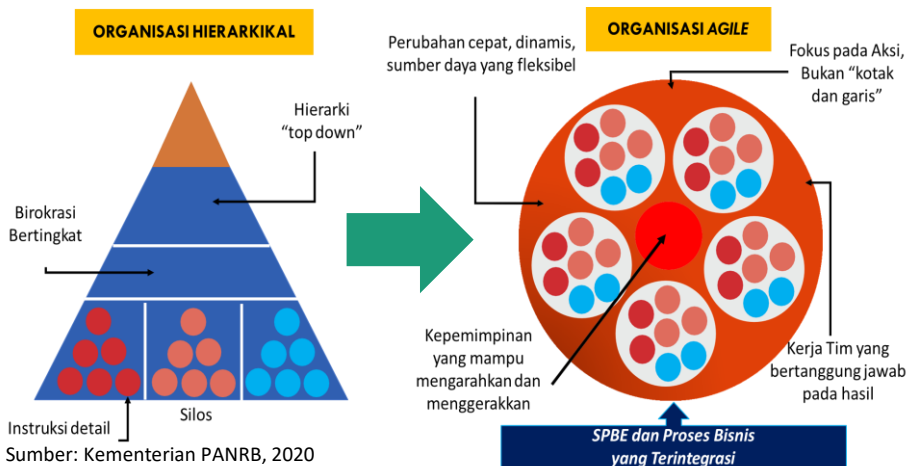 ORGANISASI HIERARKIKAL
Hierarki
“top down”
Birokrasi
Bertingkat
Silos
Instruksi detail
Sumber: Kementerian PANRB, 2020
ORGANISASI AGILE
Perubahan cepat, dinamis,
sumber daya yang fleksibel
Fokus pada Aksi,
Bukan “kotak
dan garis”
Kepemimpinan
yang mampu
mengarahkan dan
menggerakkan
Kerja Tim yang
bertanggung jawab
pada hasil
SPBE dan Proses Bisnis
yang Terintegrasi